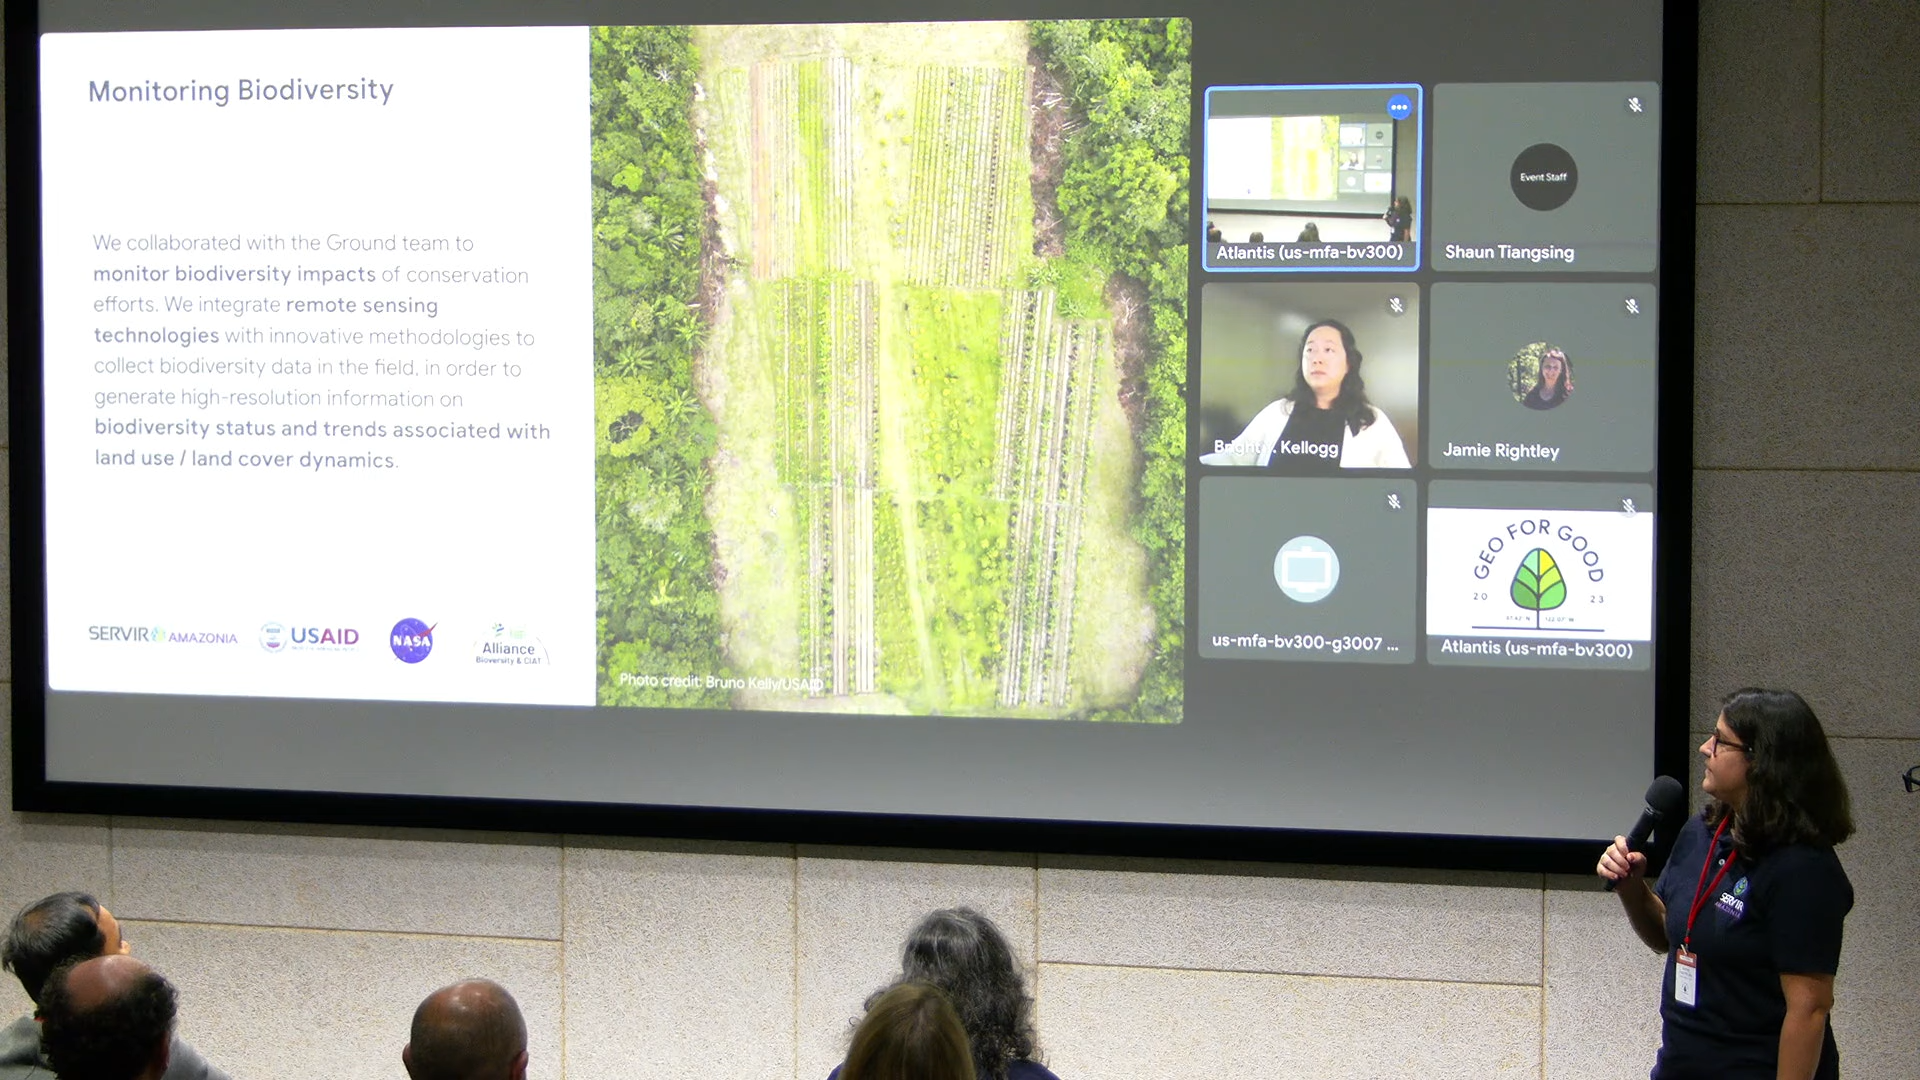 Monitoring Biodiversity
We collaborated with the Ground team to
monitor biodiversity impacts of conservation
efforts. We integrate remote sensing
technologies with innovative methodologies to
collect biodiversity data in the field, in order to
generate high-resolution information on
biodiversity status and trends associated with
land use / land cover dynamics.
SERVIR AMAZONIA
USAID
NASA
Alliance
Bioversity & CIAT
Photo credit: Bruno Kelly/USAID
Atlantis (us-mfa-bv300)
Event Staff
Shaun Tiangsing
Kellogg
Jamie Rightley
us-mfa-bv300-g3007 ...
GEO FOR GOOD
20 23
Atlantis (us-mfa-bv300)
SERVIR
AMAZONIA